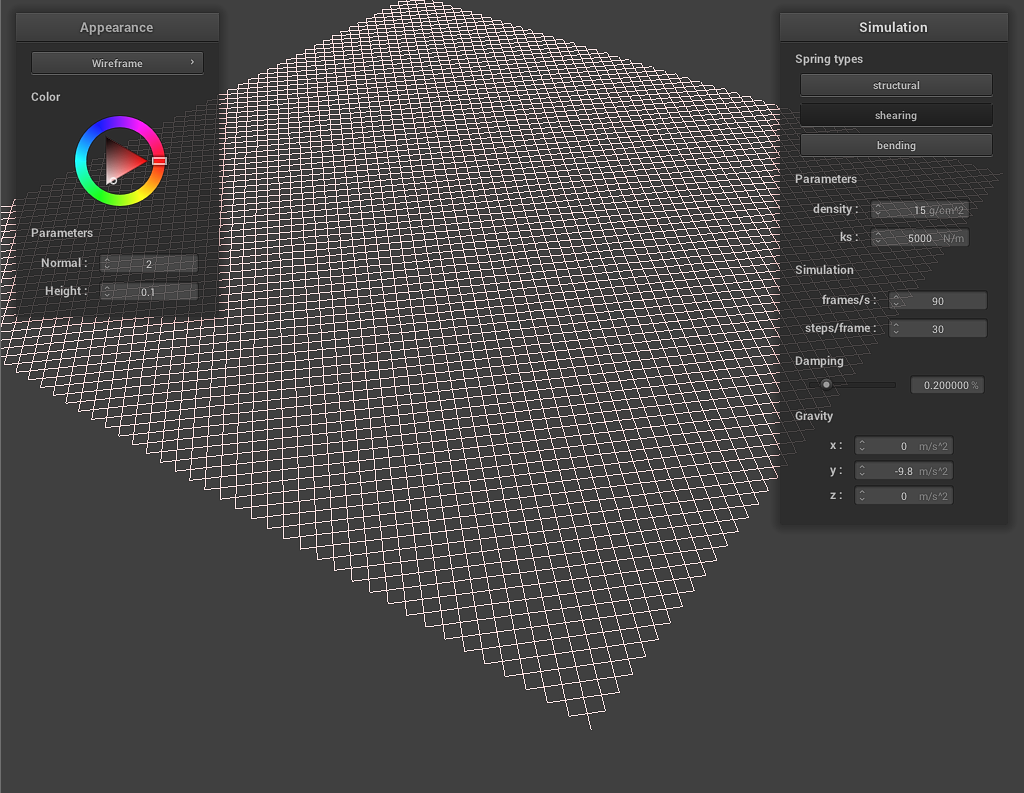 Appearance
Wireframe
Color
Parameters
Normal : 2
Height : 0.1
Simulation
Spring types
structural
shearing
bending
Parameters
density : 15 g/cm^2
ks : 5000 N/m
Simulation
frames/s : 90
steps/frame : 30
Damping
0.200000 %
Gravity
x : 0 m/s^2
y : -9.8 m/s^2
z : 0 m/s^2